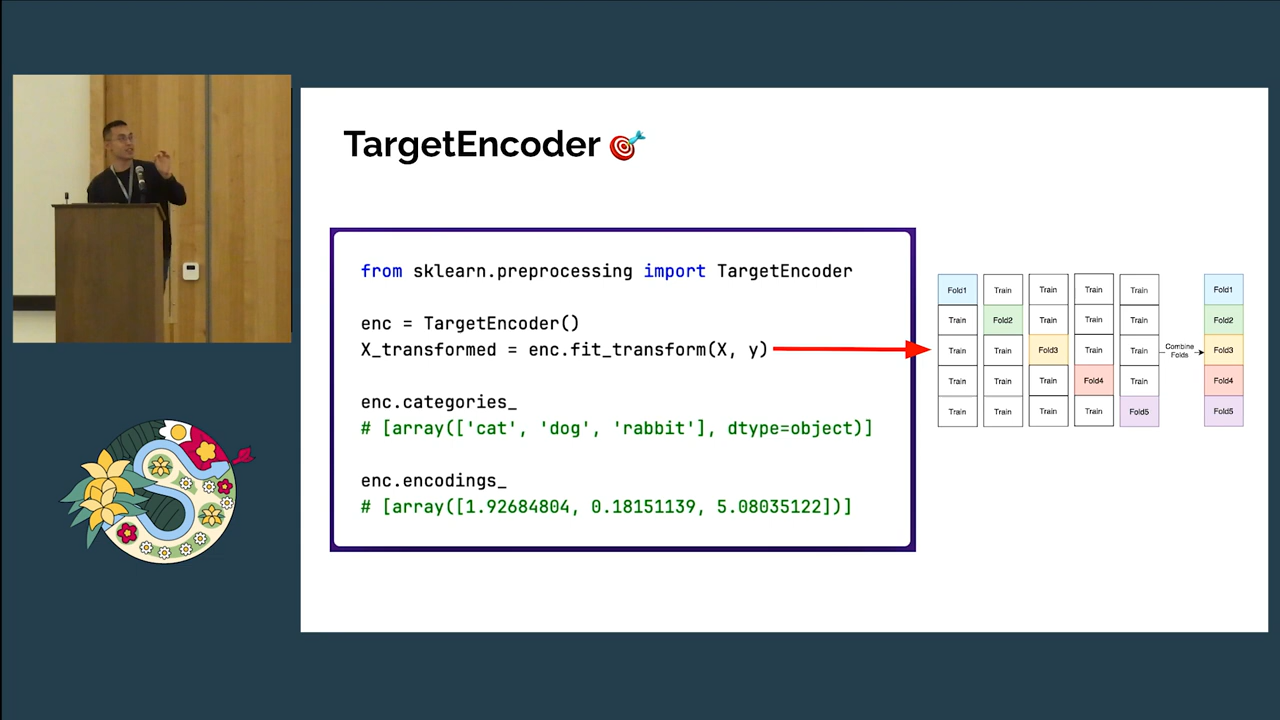 TargetEncoder
from sklearn.preprocessing import TargetEncoder
enc = TargetEncoder()
X_transformed = enc.fit_transform(X, y)
enc.categories_
# [array(['cat', 'dog', 'rabbit'], dtype=object)]
enc.encodings_
# [array([1.92684804, 0.18151139, 5.08035122])]
Fold1 Train Train Train Train Fold1
Train Fold2 Train Train Train Fold2
Train Train Fold3 Train Train Combine Folds Fold3
Train Train Train Fold4 Train Fold4
Train Train Train Train Fold5 Fold5